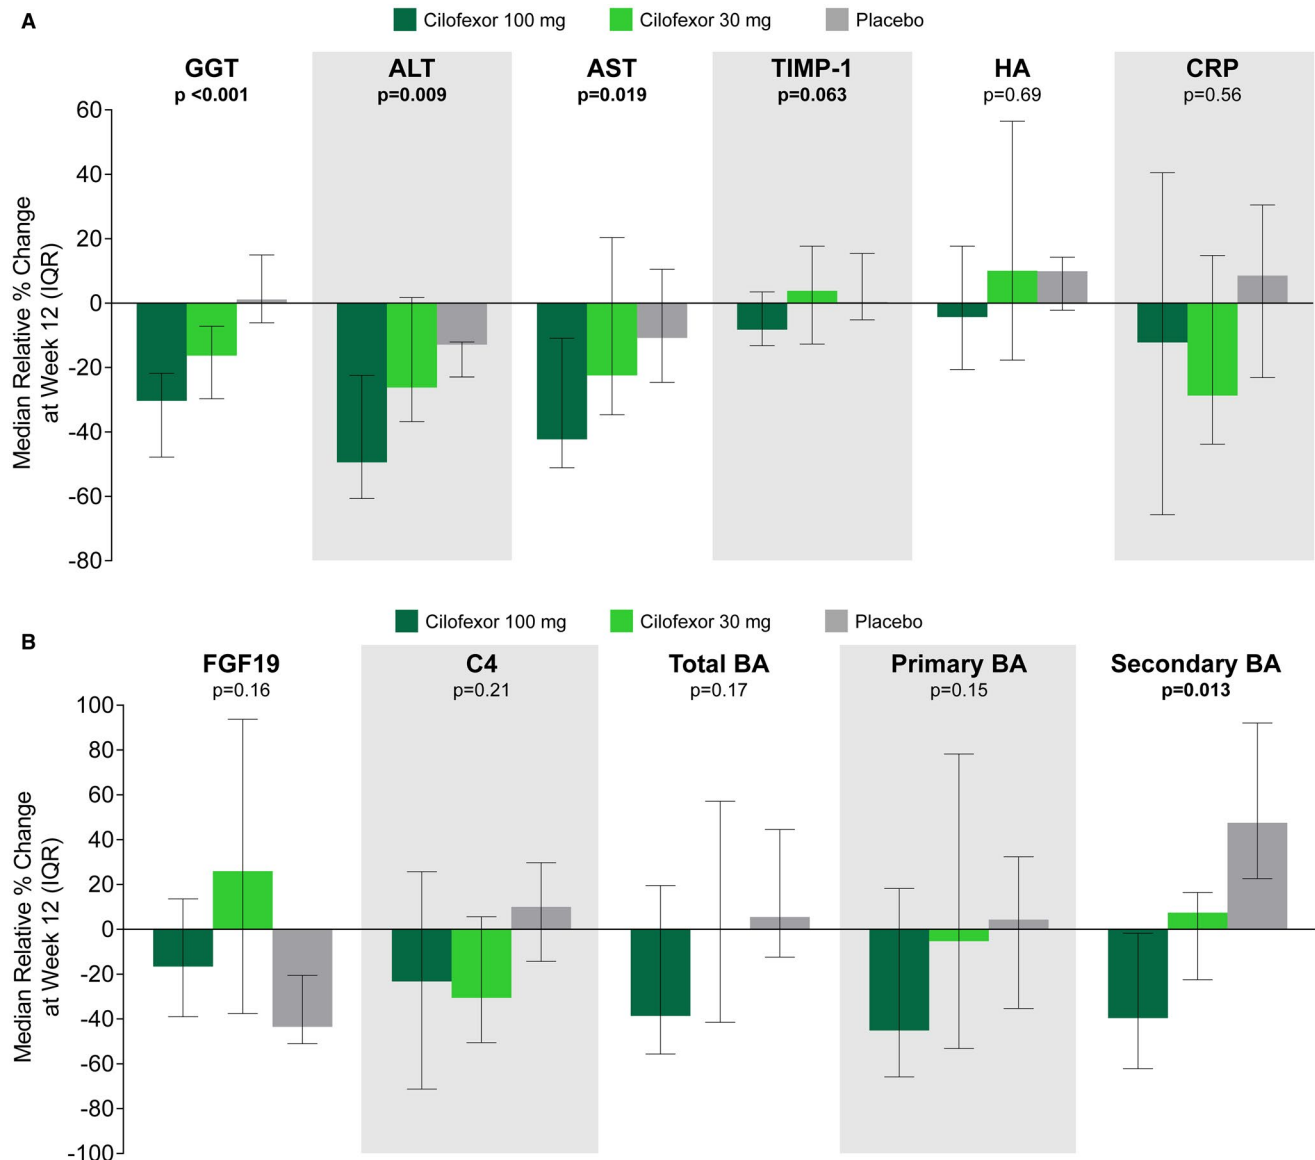 A
Cilofexor 100 mg Cilofexor 30 mg Placebo
GGT ALT AST TIMP-1 HA CRP
p <0.001 p=0.009 p=0.019 p=0.063 p=0.69 p=0.56
Median Relative % Change
at Week 12 (IQR)
60
40
20
0
-20
-40
-60
-80
B
Cilofexor 100 mg Cilofexor 30 mg Placebo
FGF19 C4 Total BA Primary BA Secondary BA
p=0.16 p=0.21 p=0.17 p=0.15 p=0.013
Median Relative % Change
at Week 12 (IQR)
100
80
60
40
20
0
-20
-40
-60
-80
-100